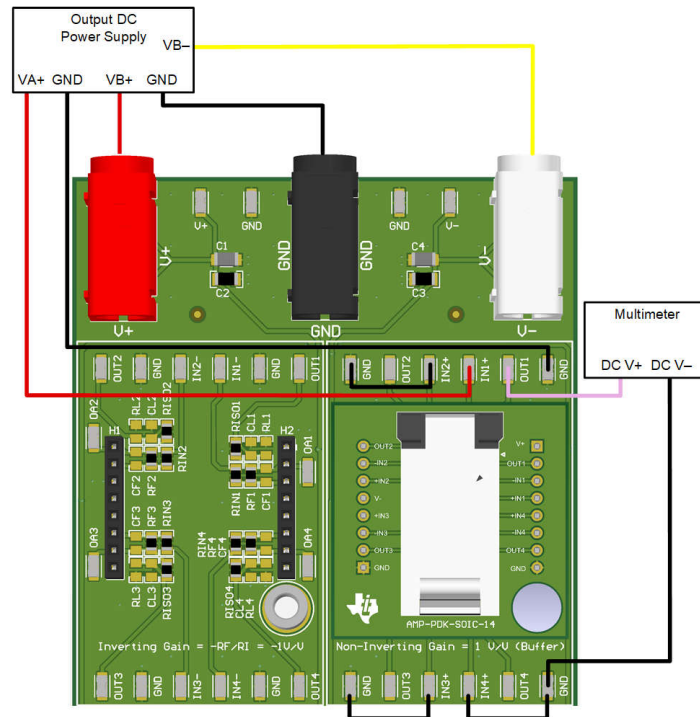 Output DC
Power Supply
VB–
VA+ GND VB+ GND
V+ GND GND V-
C1 C4
V+ GND GND V-
C2 C3
V+ GND V-
Multimeter
DC V+ DC V–
OUT2 GND IN2- IN1- GND OUT1
GND OUT2 IN2+ IN1+ OUT1 GND
RL2 CL2 RISO2
OA2 H1 RISO1 CL1 RL1 H2 OA1
RIN2
CF2 RF2 RIN1 RF1 CF1
CF3 RF3 RIN3
OA3 RIN4 RF4 CF4 OA4
RL3 CL3 RISO3 RISO4 CL4 RL4
OUT2 V+
-IN2 OUT1
+IN2 -IN1
V- +IN1
+IN3 +IN4
-IN3 -IN4
OUT3 OUT4
GND GND
AMP-PDK-SOIC-14
Inverting Gain = -RF/RI = -1V/V
Non-Inverting Gain = 1 V/V (Buffer)
OUT3 GND IN3- IN4- GND OUT4
GND OUT3 IN3+ IN4+ OUT4 GND